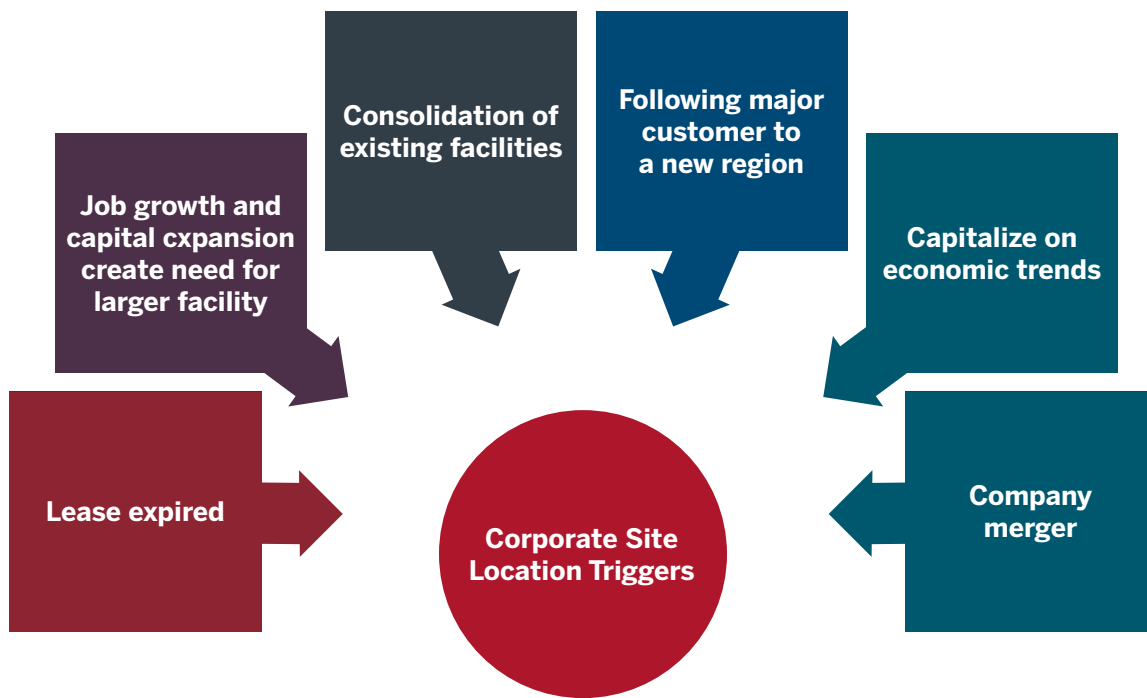 Consolidation of
existing facilities
Following major
customer to
a new region
Job growth and
capital cxpansion
create need for
larger facility
Capitalize on
economic trends
Lease expired
Corporate Site
Location Triggers
Company
merger